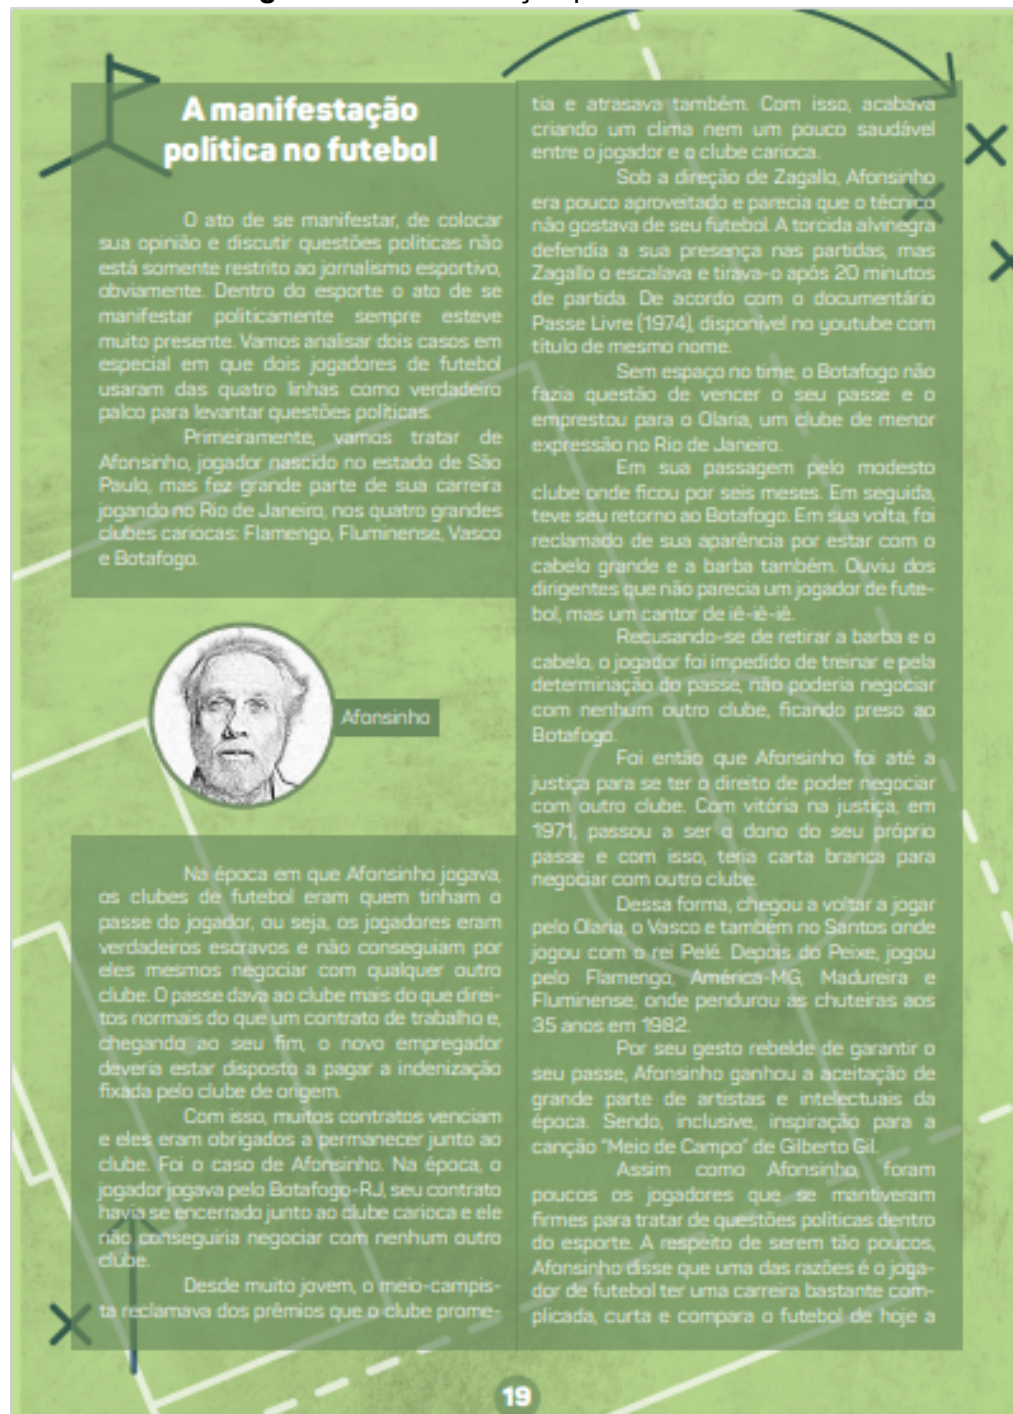 A manifestação
política no futebol
O ato de se manifestar, de colocar
sua opinião e discutir questões políticas não
está somente restrito ao jornalismo esportivo,
obviamente. Dentro do esporte o ato de se
manifestar politicamente sempre esteve
muito presente. Vamos analisar dois casos em
especial em que dois jogadores de futebol
usaram das quatro linhas como verdadeiro
palco para levantar questões políticas.
Primeiramente, vamos tratar de
Afonsinho, jogador nascido no estado de São
Paulo, mas fez grande parte de sua carreira
jogando no Rio de Janeiro, nos quatro grandes
clubes cariocas: Flamengo, Fluminense, Vasco
e Botafogo.
Afonsinho
Na época em que Afonsinho jogava,
os clubes de futebol eram quem tinham o
passe do jogador, ou seja, os jogadores eram
verdadeiros escravos e não conseguiam por
eles mesmos negociar com qualquer outro
clube. O passe dava ao clube mais do que direi-
tos normais do que um contrato de trabalho e,
chegando ao seu fim, o novo empregador
deveria estar disposto a pagar a indenização
fixada pelo clube de origem.
Com isso, muitos contratos venciam
e eles eram obrigados a permanecer junto ao
clube. Foi o caso de Afonsinho. Na época, o
jogador jogava pelo Botafogo-RJ, seu contrato
havia se encerrado junto ao clube carioca e ele
não conseguiria negociar com nenhum outro
clube.
Desde muito jovem, o meio-campis-
ta reclamava dos prêmios que o clube prome-
tia e atrasava também. Com isso, acabava
criando um clima nem um pouco saudável
entre o jogador e o clube carioca.
Sob a direção de Zagallo, Afonsinho
era pouco aproveitado e parecia que o técnico
não gostava de seu futebol. A torcida alvinegra
defendia a sua presença nas partidas, mas
Zagallo o escalava e tirava-o após 20 minutos
de partida. De acordo com o documentário
Passe Livre (1974), disponível no youtube com
título de mesmo nome.
Sem espaço no time, o Botafogo não
fazia questão de vencer o seu passe e o
emprestou para o Olaria, um clube de menor
expressão no Rio de Janeiro.
Em sua passagem pelo modesto
clube onde ficou por seis meses. Em seguida,
teve seu retorno ao Botafogo. Em sua volta, foi
reclamado de sua aparência por estar com o
cabelo grande e a barba também. Ouviu dos
dirigentes que não parecia um jogador de fute-
bol, mas um cantor de iê-iê-iê.
Recusando-se de retirar a barba e o
cabelo, o jogador foi impedido de treinar e pela
determinação do passe, não poderia negociar
com nenhum outro clube, ficando preso ao
Botafogo.
Foi então que Afonsinho foi até a
justiça para se ter o direito de poder negociar
com outro clube. Com vitória na justiça, em
1971, passou a ser o dono do seu próprio
passe e com isso, teria carta branca para
negociar com outro clube.
Dessa forma, chegou a voltar a jogar
pelo Olaria, o Vasco e também no Santos onde
jogou com o rei Pelé. Depois do Peixe, jogou
pelo Flamengo, América-MG, Madureira e
Fluminense, onde pendurou as chuteiras aos
35 anos em 1982.
Por seu gesto rebelde de garantir o
seu passe, Afonsinho ganhou a aceitação de
grande parte de artistas e intelectuais da
época. Sendo, inclusive, inspiração para a
canção "Meio de Campo" de Gilberto Gil.
Assim como Afonsinho, foram
poucos os jogadores que se mantiveram
firmes para tratar de questões políticas dentro
do esporte. A respeito de serem tão poucos,
Afonsinho disse que uma das razões é o joga-
dor de futebol ter uma carreira bastante com-
plicada, curta e compara o futebol de hoje a
19